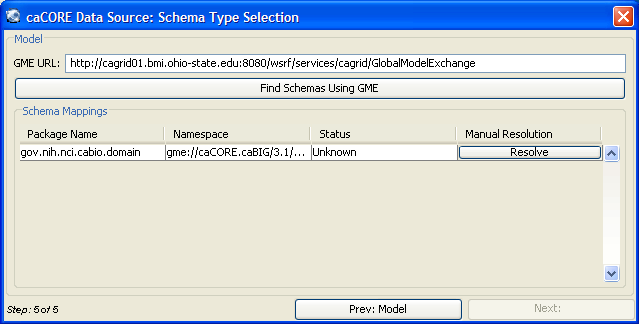 caCORE Data Source: Schema Type Selection
Model
GME URL: http://cagrid01.bmi.ohio-state.edu:8080/wsrf/services/cagrid/GlobalModelExchange
Find Schemas Using GME
Schema Mappings
Package Name Namespace Status Manual Resolution
gov.nih.nci.cabio.domain gme://caCORE.caBIG/3.1/... Unknown Resolve
Step: 5 of 5 Prev: Model Next: